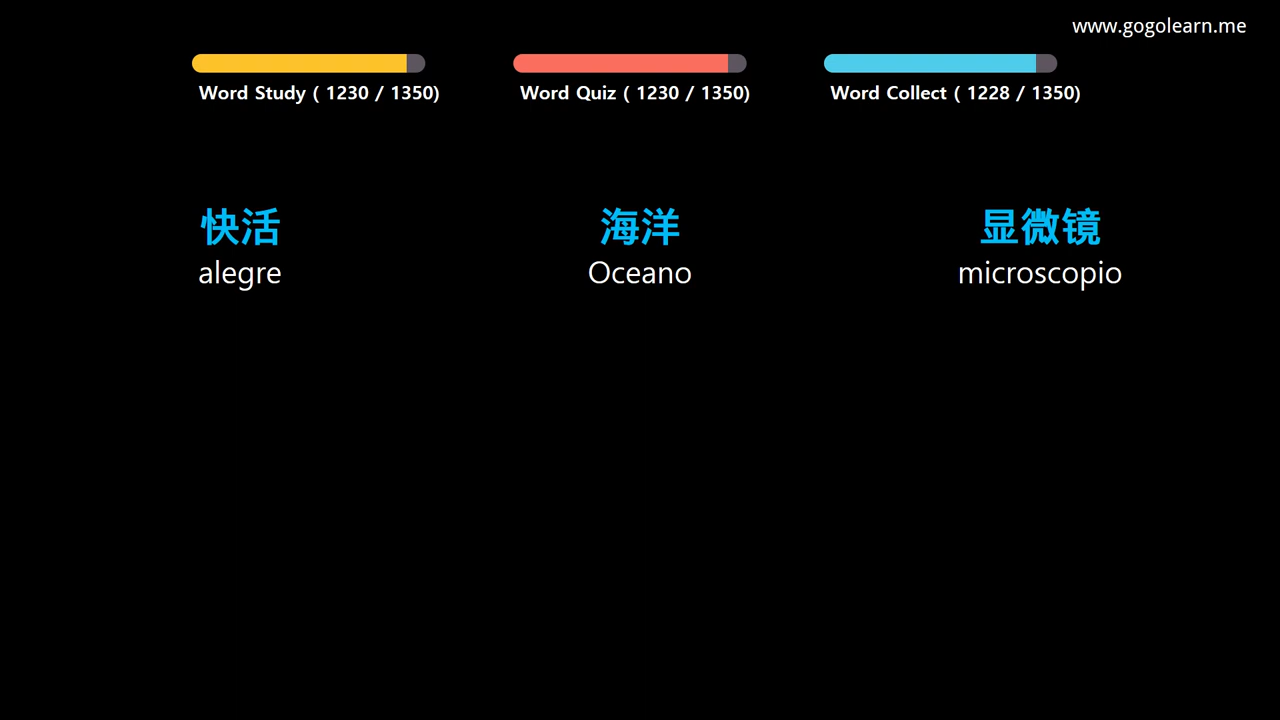 www.gogolearn.me
Word Study ( 1230 / 1350)
Word Quiz ( 1230 / 1350)
Word Collect ( 1228 / 1350)
快活
海洋
显微镜
alegre
Oceano
microscopio